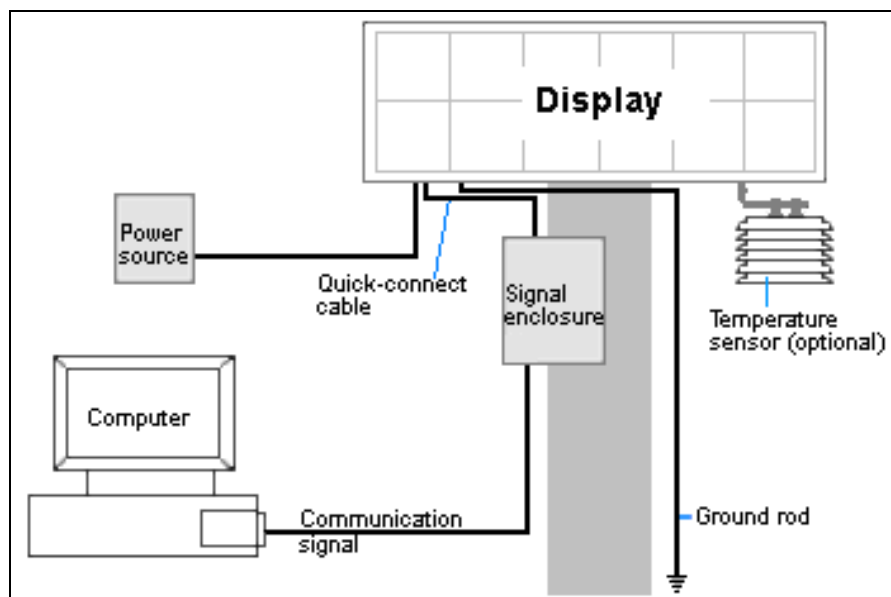 Display
Power
source
Quick-connect
cable
Signal
enclosure
Temperature
sensor (optional)
Computer
Communication
signal
Ground rod